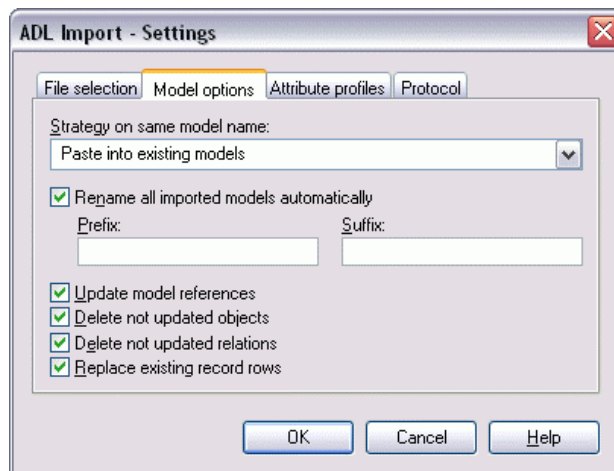 ADL Import - Settings
File selection Model options Attribute profiles Protocol
Strategy on same model name:
Paste into existing models
Rename all imported models automatically
Prefix: Suffix:
Update model references
Delete not updated objects
Delete not updated relations
Replace existing record rows
OK Cancel Help